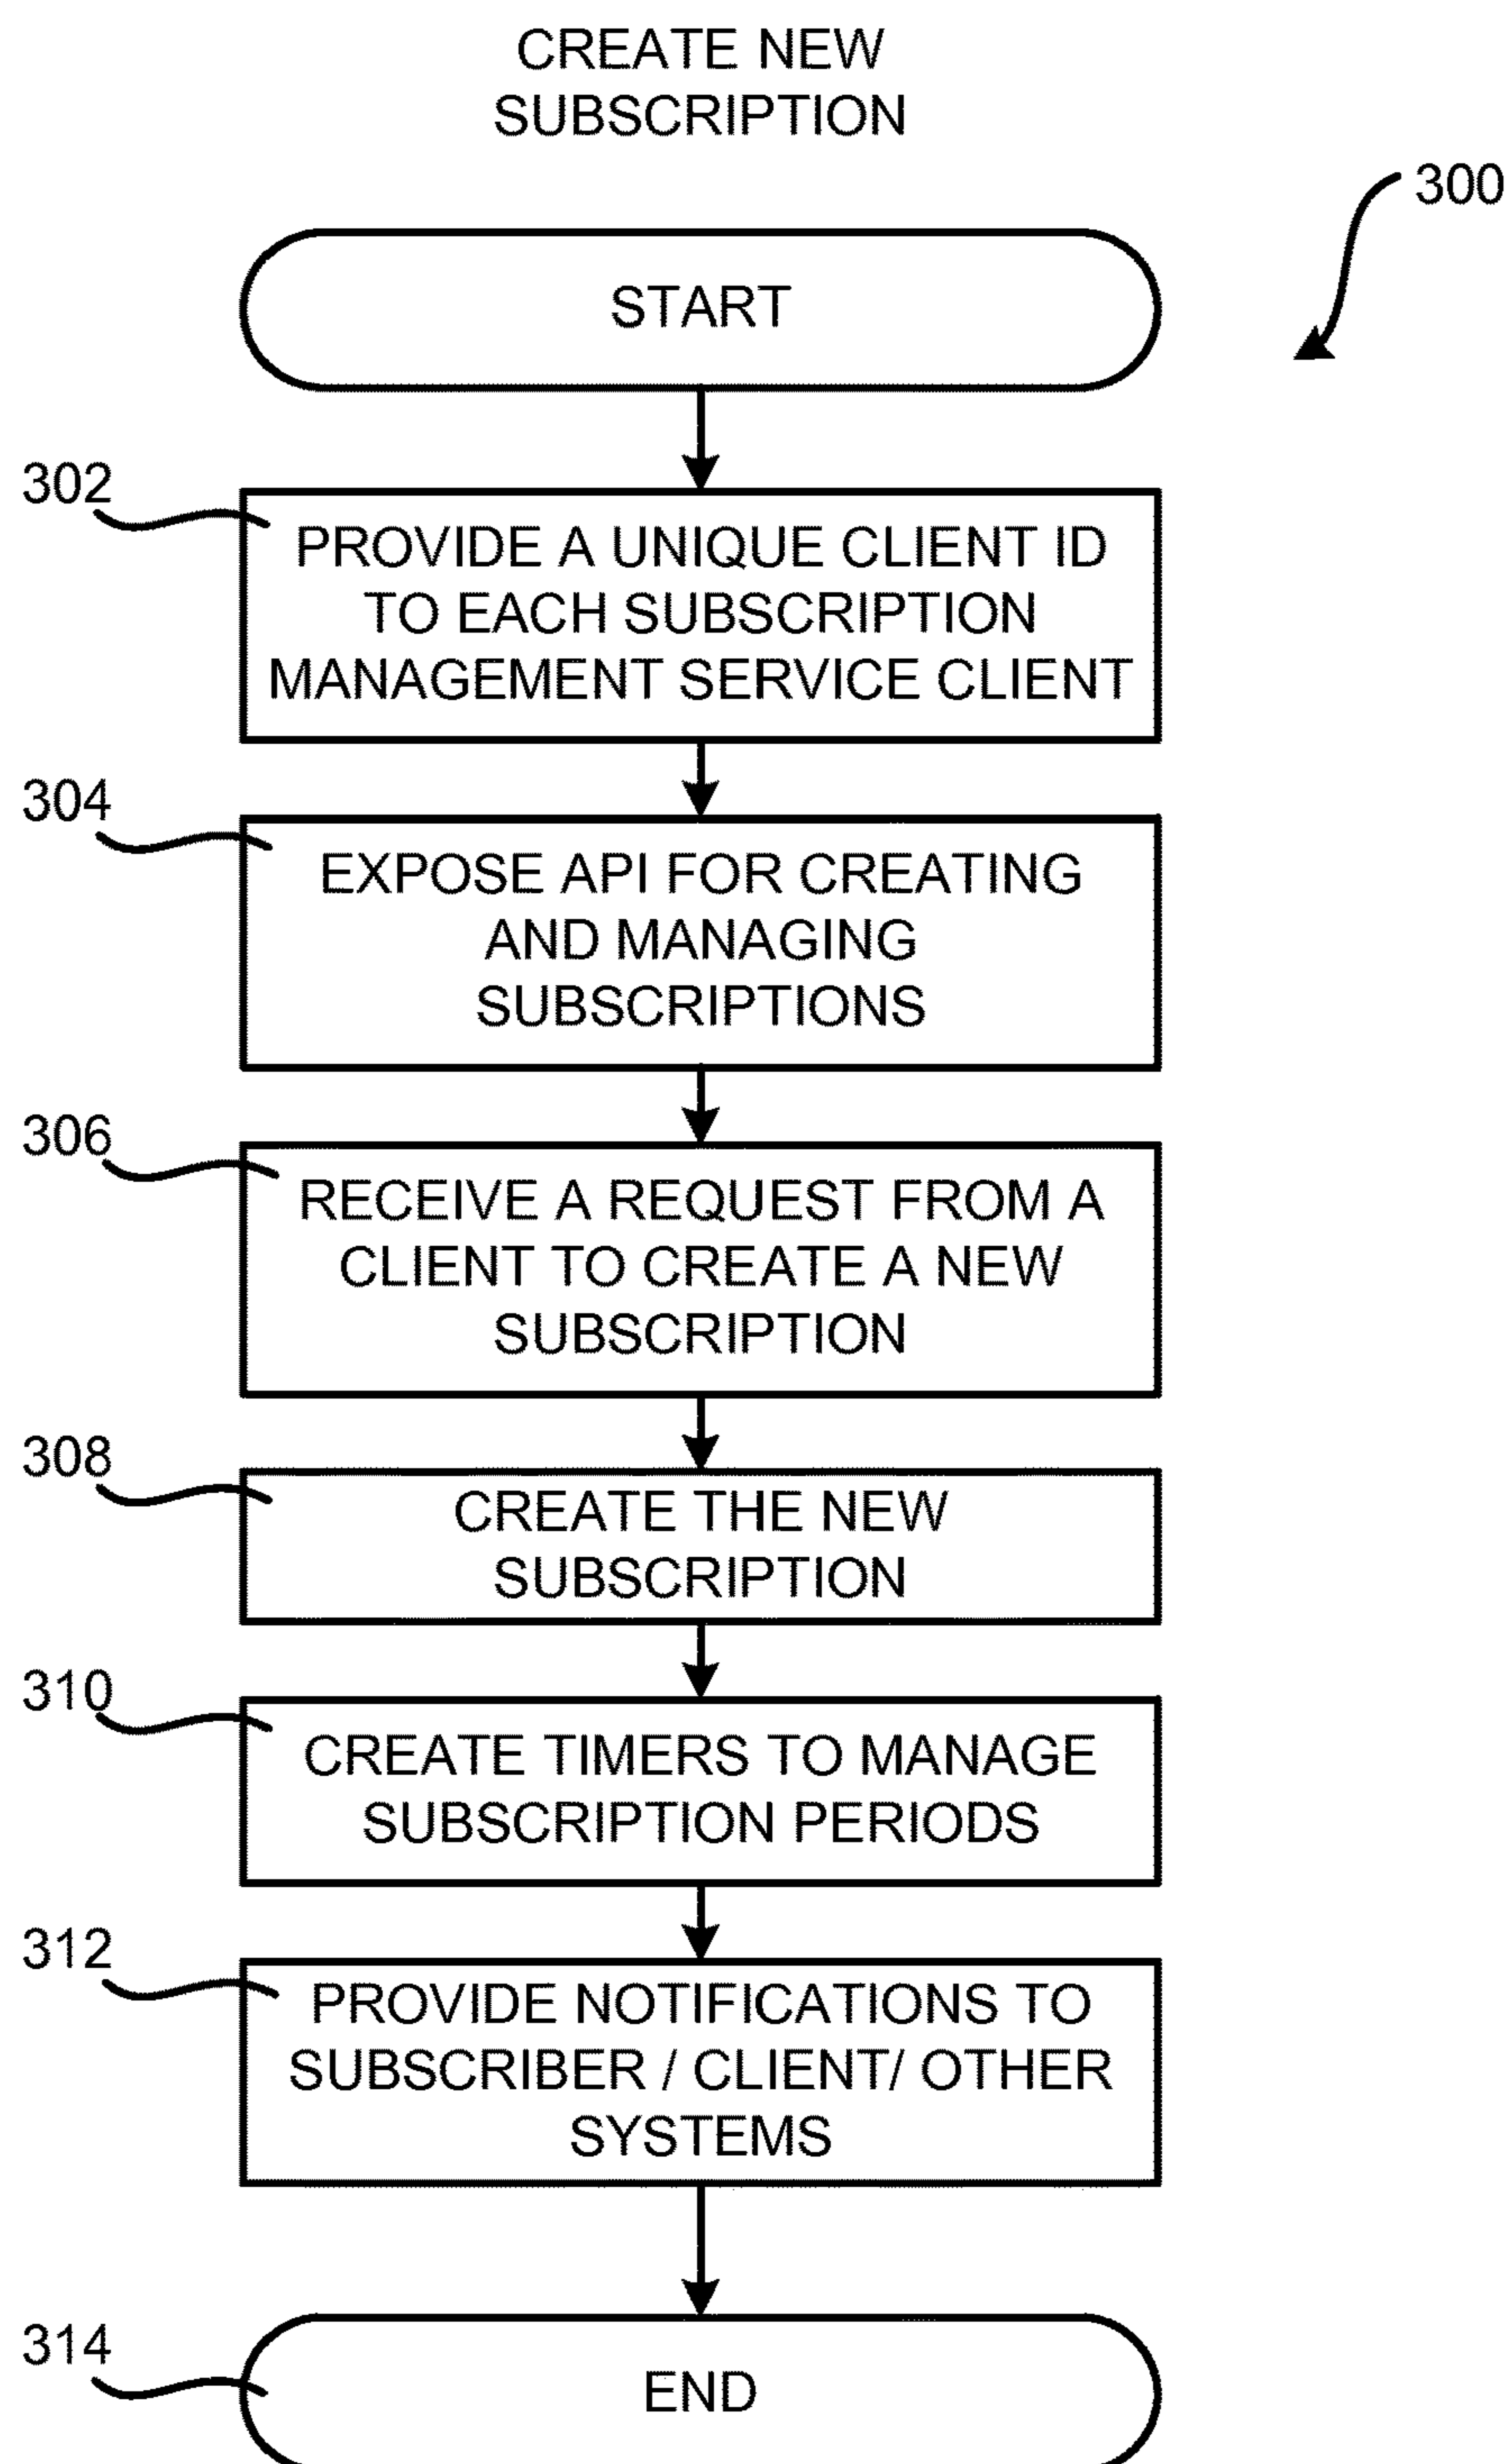 CREATE NEW
SUBSCRIPTION
300
START
302
PROVIDE A UNIQUE CLIENT ID
TO EACH SUBSCRIPTION
MANAGEMENT SERVICE CLIENT
304
EXPOSE API FOR CREATING
AND MANAGING
SUBSCRIPTIONS
306
RECEIVE A REQUEST FROM A
CLIENT TO CREATE A NEW
SUBSCRIPTION
308
CREATE THE NEW
SUBSCRIPTION
310
CREATE TIMERS TO MANAGE
SUBSCRIPTION PERIODS
312
PROVIDE NOTIFICATIONS TO
SUBSCRIBER / CLIENT/ OTHER
SYSTEMS
314
END